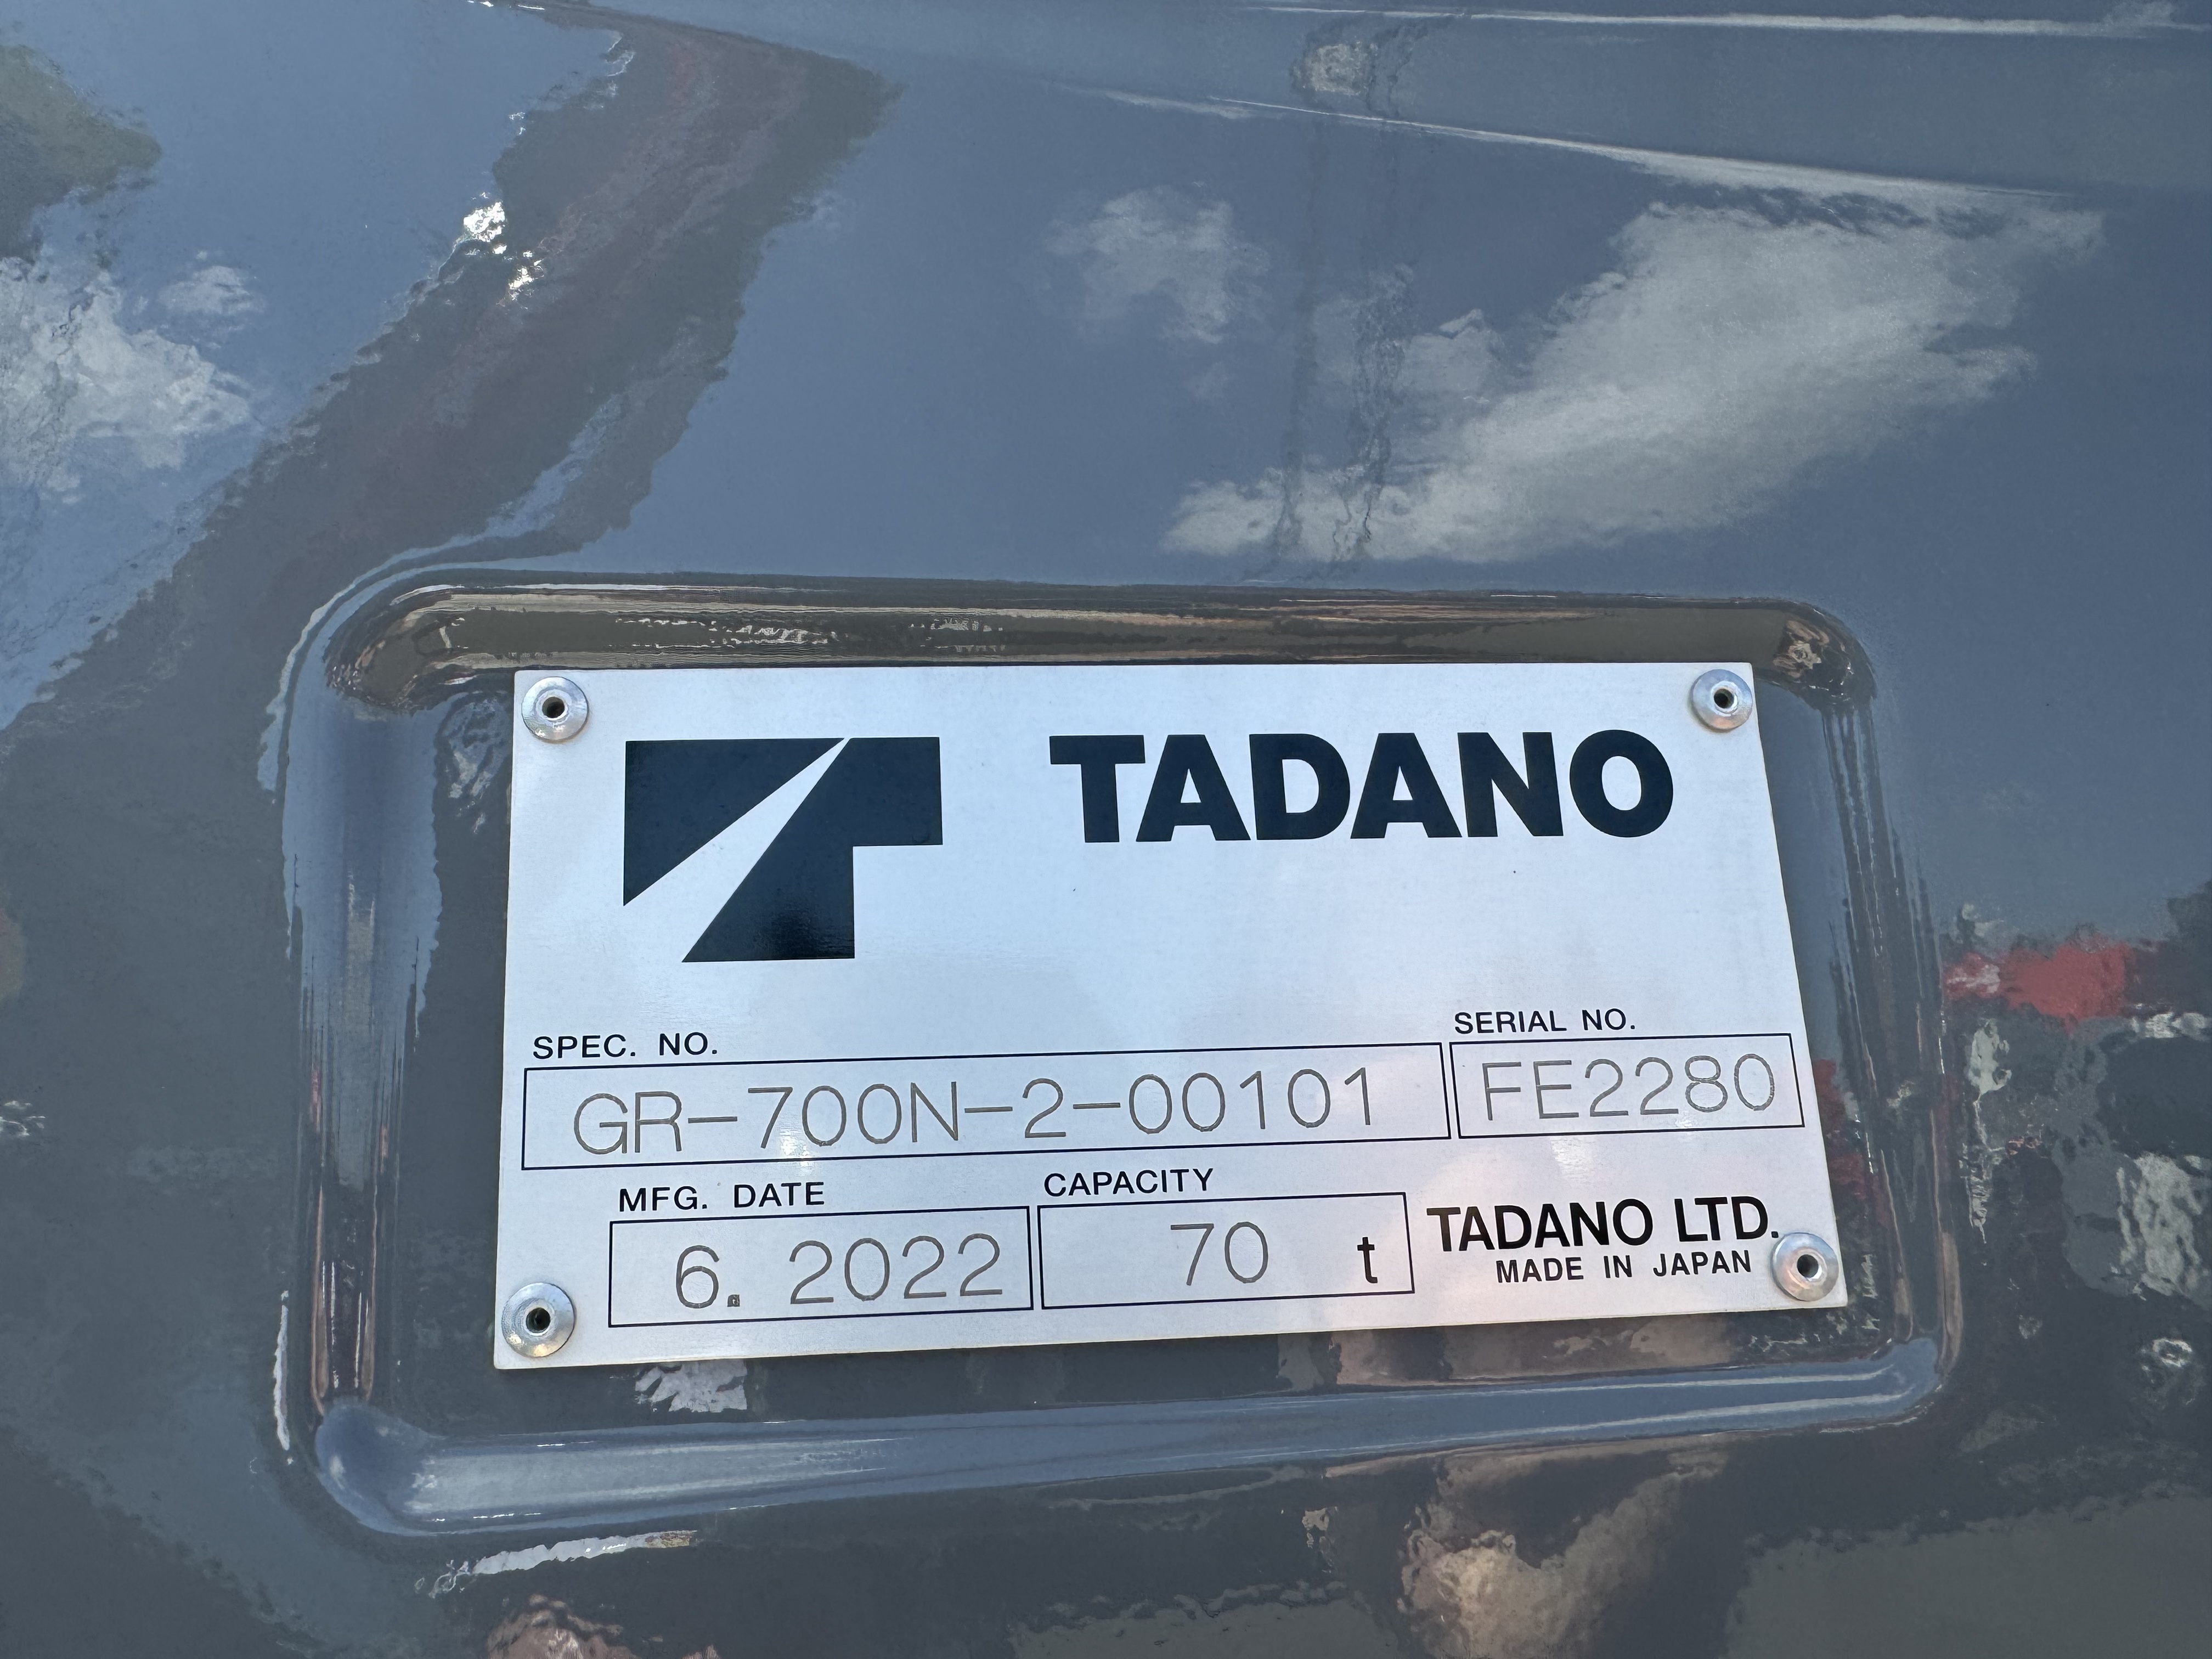 TADANO
SPEC. NO.
SERIAL NO.
GR-700N-2-00101
FE2280
MFG. DATE
CAPACITY
6. 2022
70 t
TADANO LTD.
MADE IN JAPAN